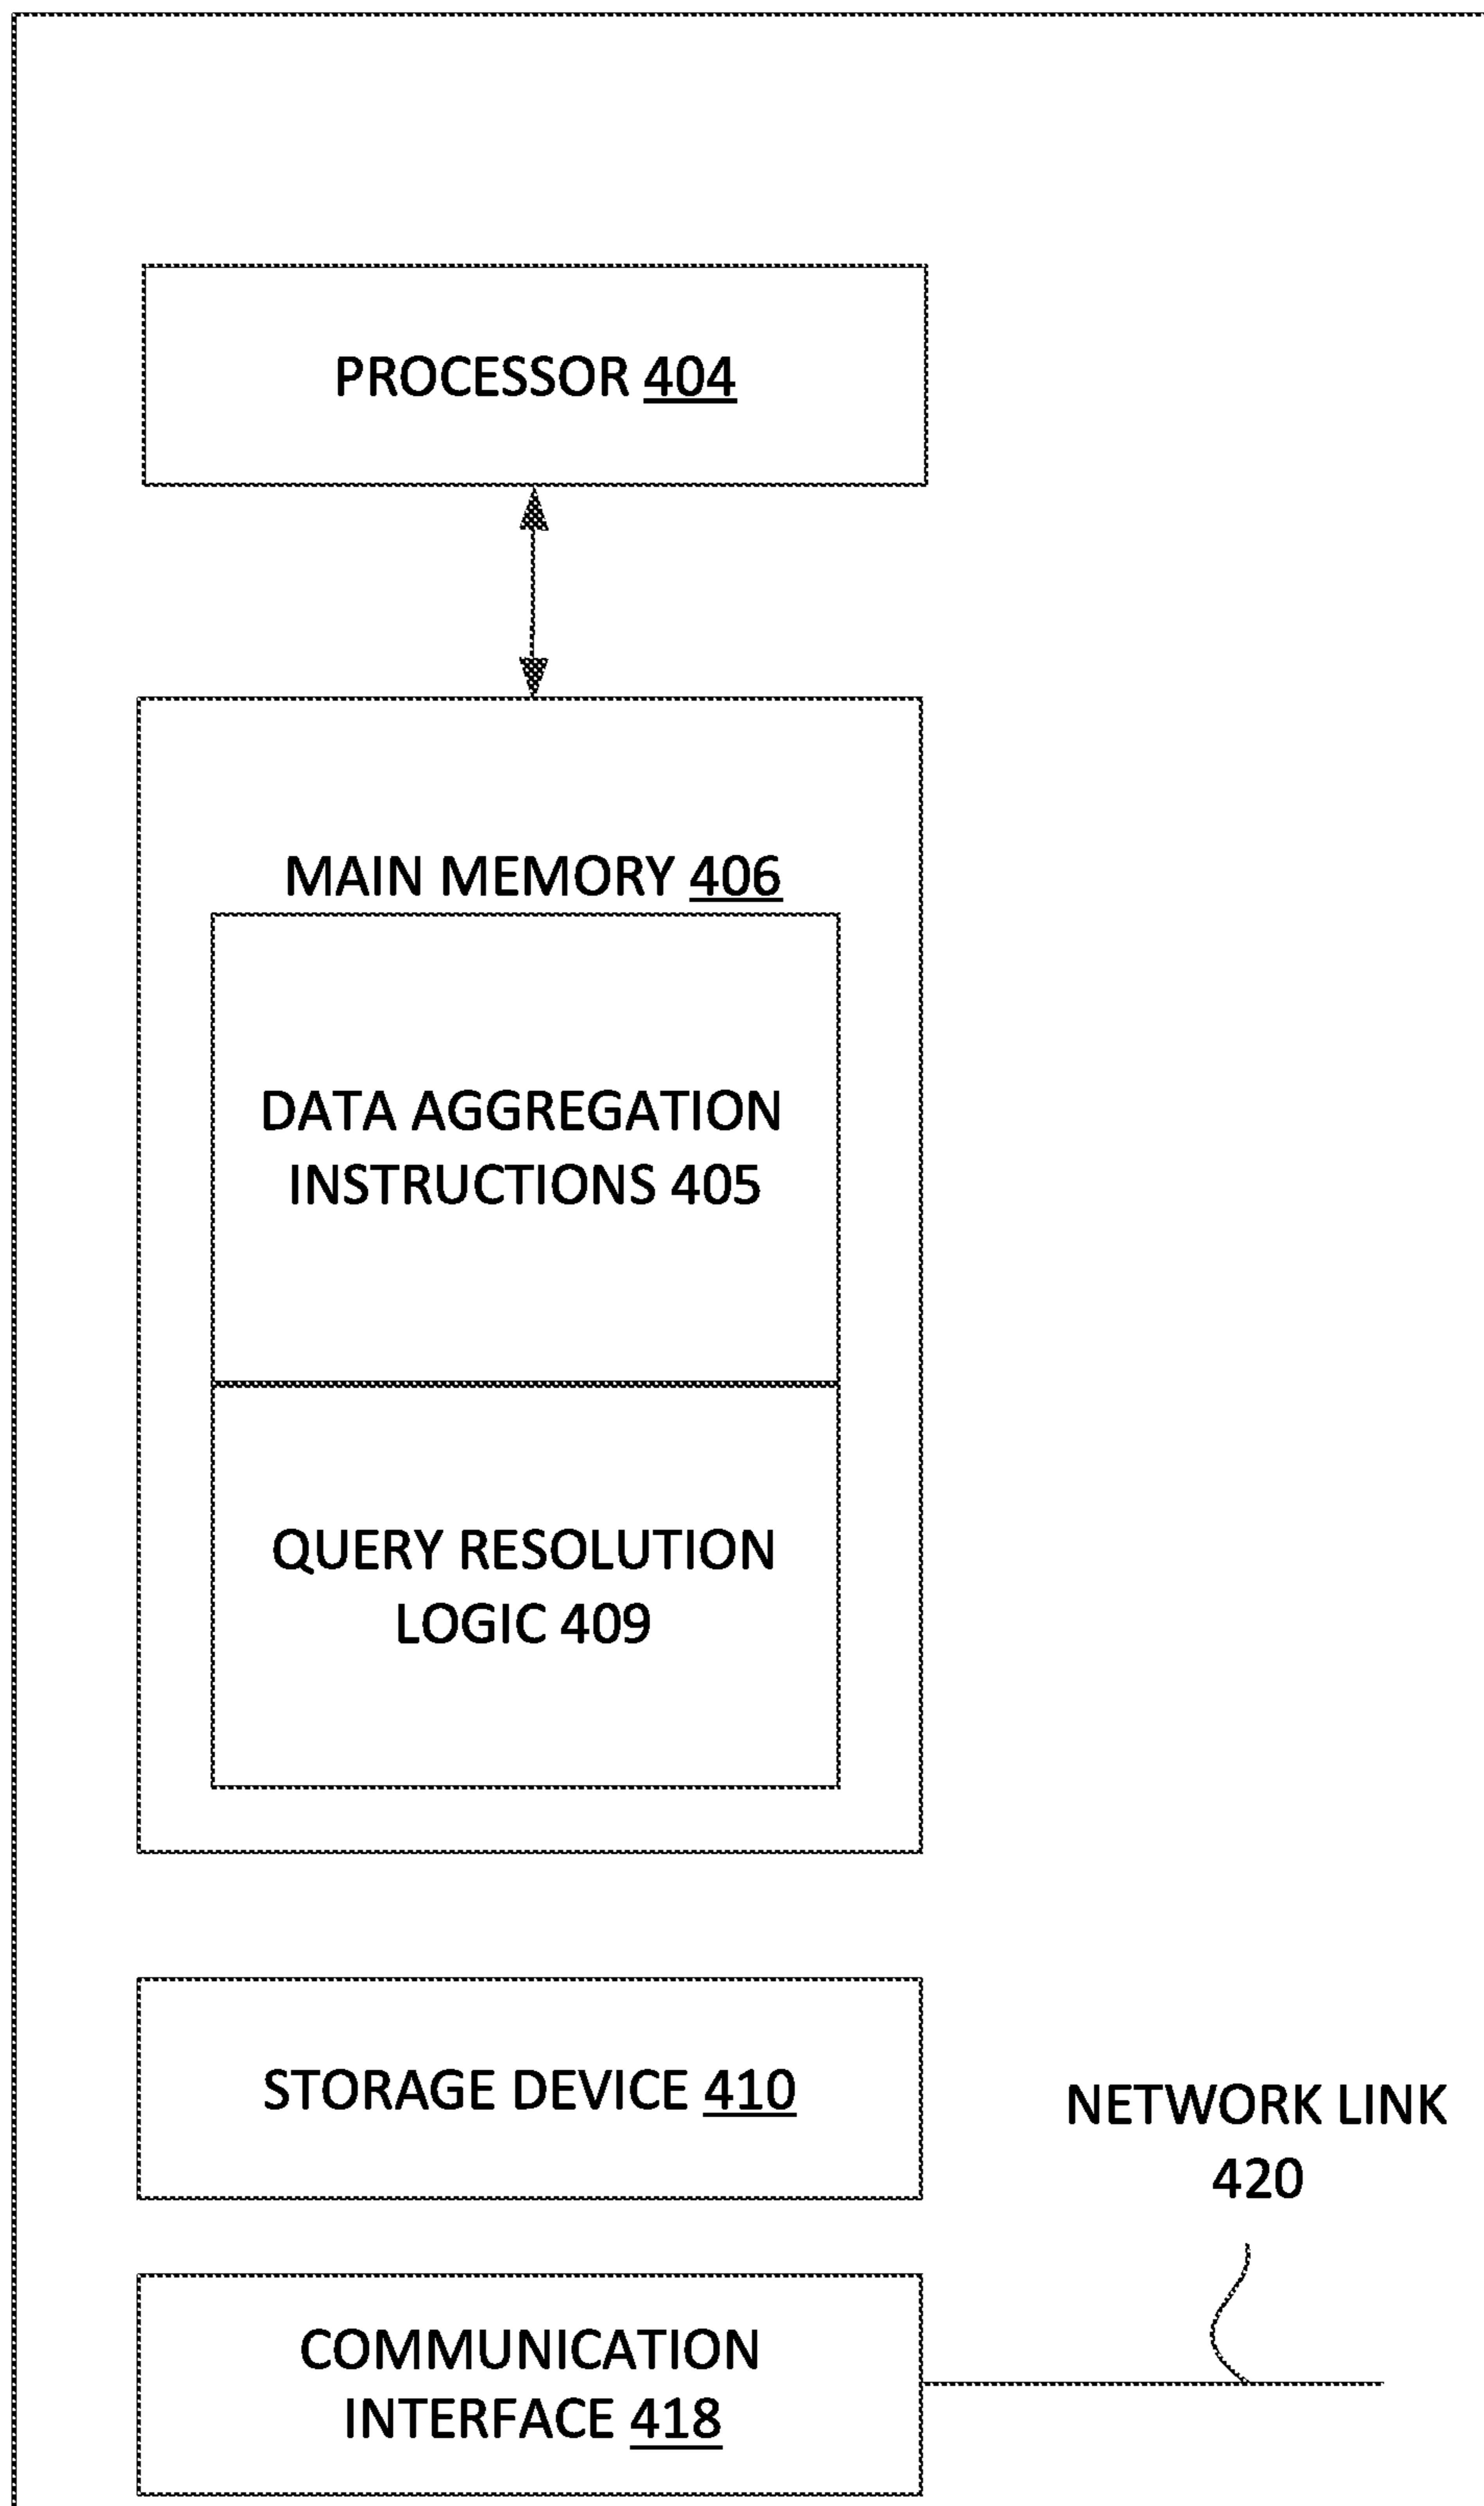 PROCESSOR 404
MAIN MEMORY 406
DATA AGGREGATION
INSTRUCTIONS 405
QUERY RESOLUTION
LOGIC 409
STORAGE DEVICE 410
NETWORK LINK
420
COMMUNICATION
INTERFACE 418